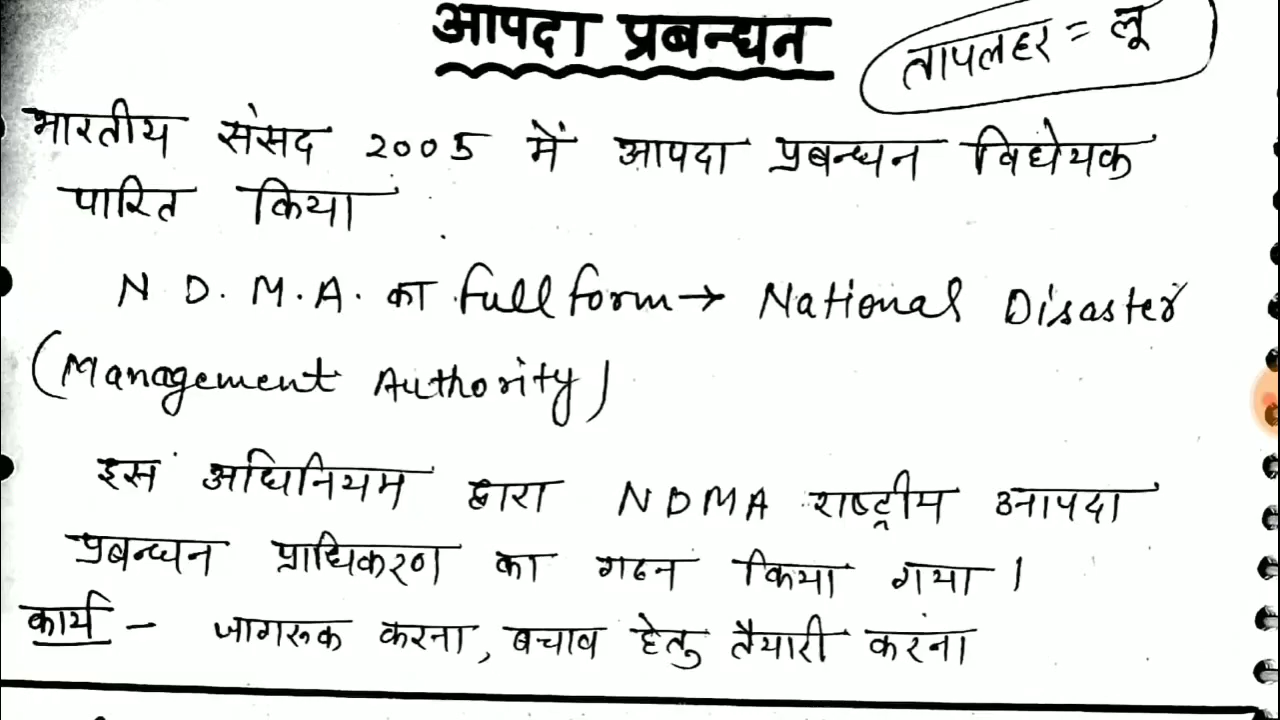 आपदा प्रबन्धन
तापलहर = लू
भारतीय संसद 2005 में आपदा प्रबन्धन विधेयक
पारित किया
N D. M. A. का full form → National Disaster
(Management Authority)
इस अधिनियम द्वारा NDMA राष्ट्रीय आपदा
प्रबन्धन प्राधिकरण का गठन किया गया ।
कार्य - जागरूक करना, बचाव हेतु तैयारी करना